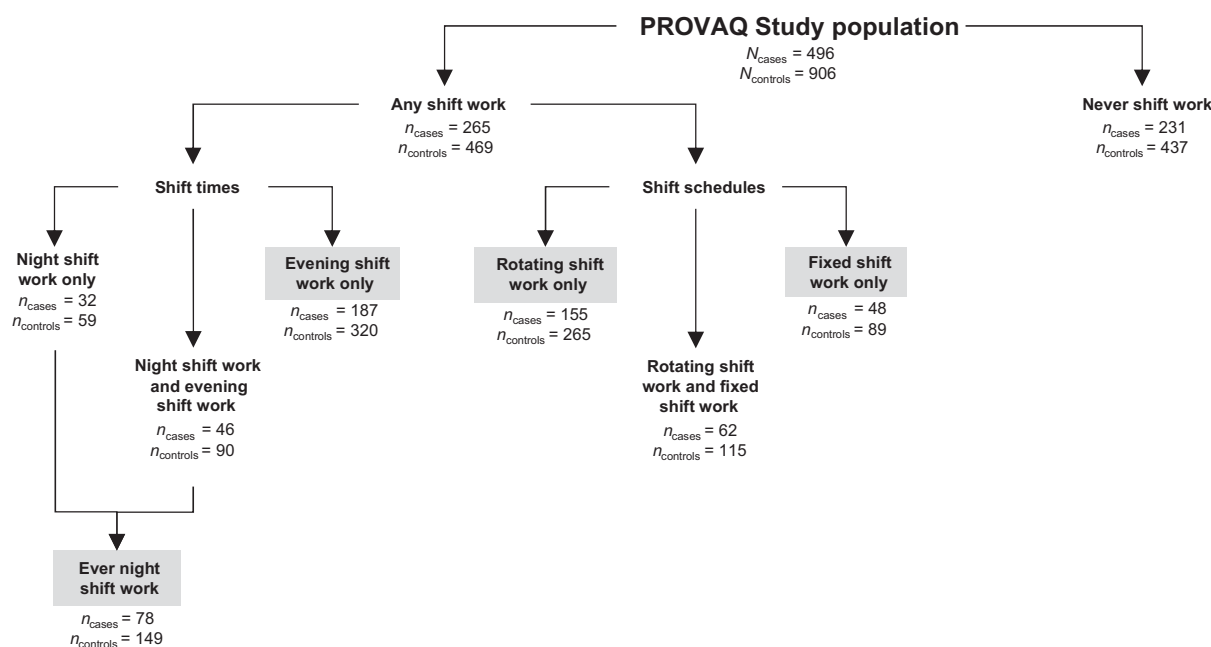 PROVAQ Study population
Ncases = 496
Ncontrols = 906
Any shift work
ncases = 265
ncontrols = 469
Never shift work
ncases = 231
ncontrols = 437
Shift times
Shift schedules
Night shift
work only
ncases = 32
ncontrols = 59
Evening shift
work only
ncases = 187
ncontrols = 320
Rotating shift
work only
ncases = 155
ncontrols = 265
Fixed shift
work only
ncases = 48
ncontrols = 89
Night shift work
and evening
shift work
ncases = 46
ncontrols = 90
Rotating shift
work and fixed
shift work
ncases = 62
ncontrols = 115
Ever night
shift work
ncases = 78
ncontrols = 149